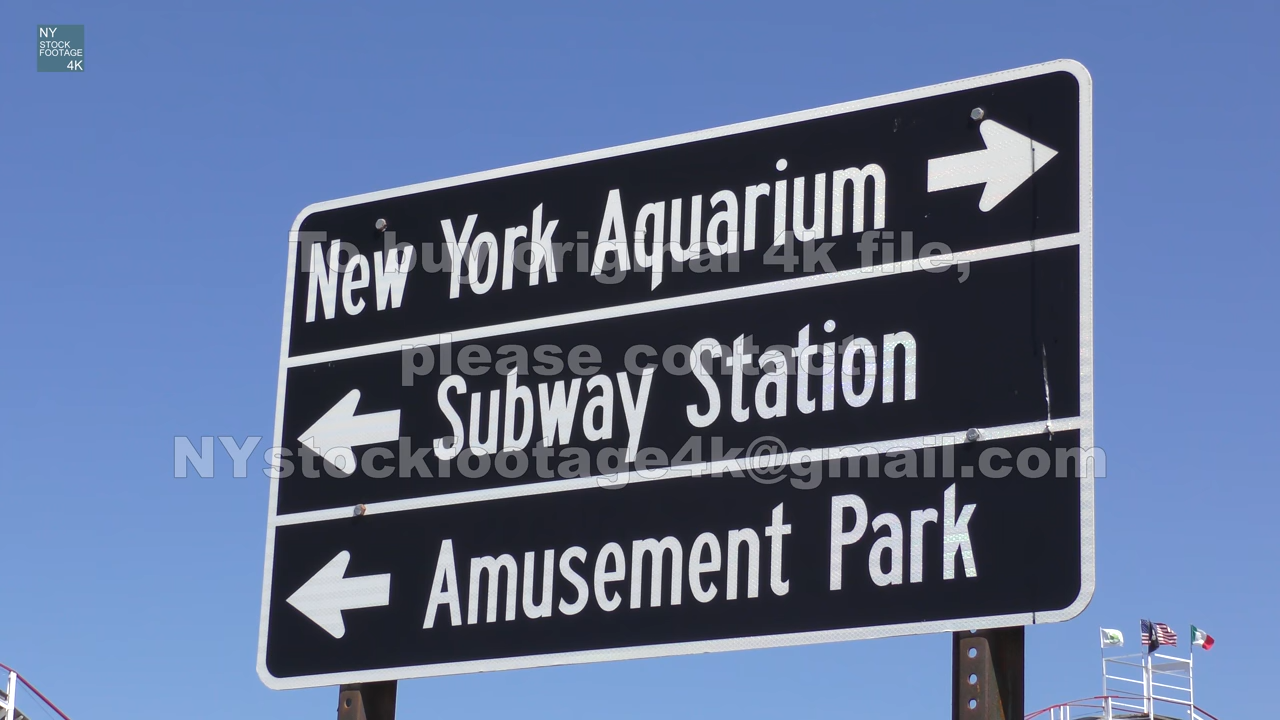 NY
STOCK
FOOTAGE
4K
New York Aquarium
To buy original 4k file,
please contact:
Subway Station
NYstockfootage4k@gmail.com
Amusement Park